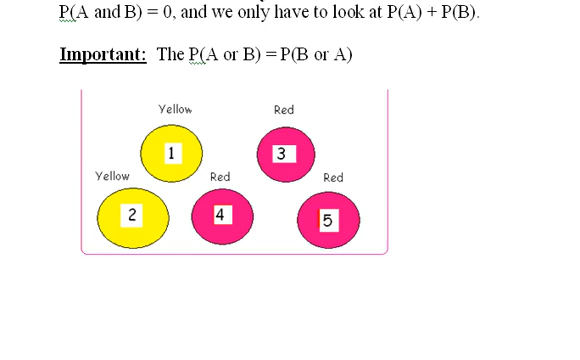 P(A and B) = 0, and we only have to look at P(A) + P(B).
Important: The P(A or B) = P(B or A)
Yellow Red
1 3
Yellow Red Red
2 4 5